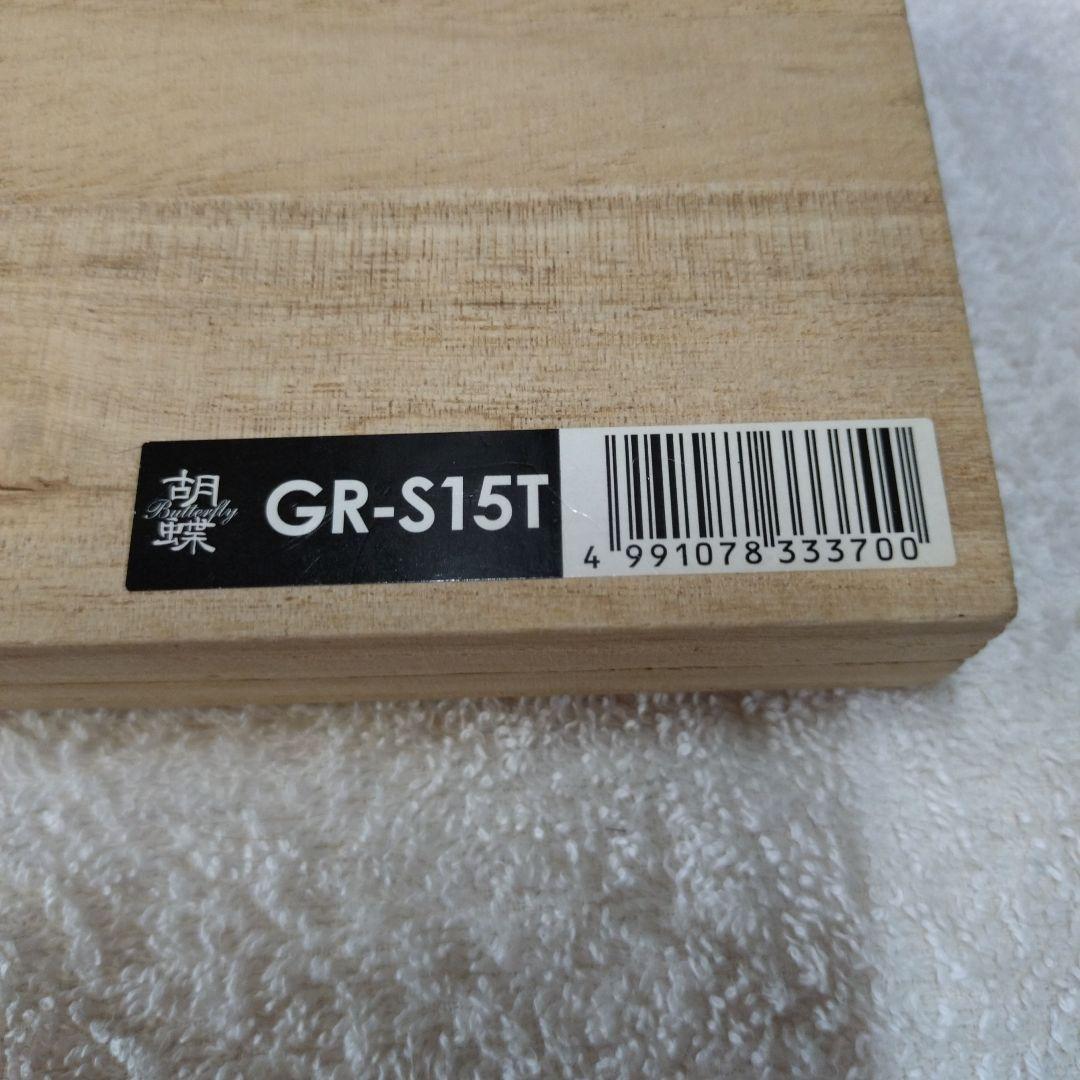 胡
Butterfly
蝶
GR-S15T
4 991078 333700